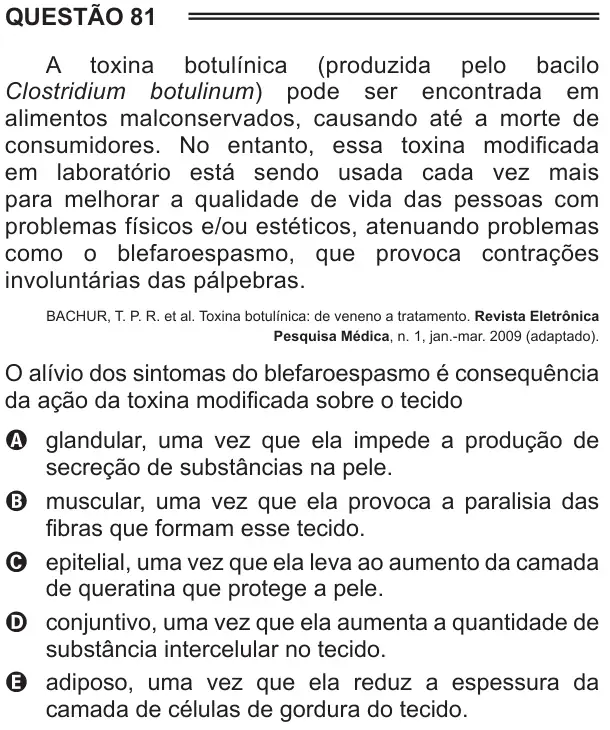 QUESTÃO 81
A toxina botulínica (produzida pelo bacilo
Clostridium botulinum) pode ser encontrada em
alimentos malconservados, causando até a morte de
consumidores. No entanto, essa toxina modificada
em laboratório está sendo usada cada vez mais
para melhorar a qualidade de vida das pessoas com
problemas físicos e/ou estéticos, atenuando problemas
como o blefaroespasmo, que provoca contrações
involuntárias das pálpebras.
BACHUR, T. P. R. et al. Toxina botulínica: de veneno a tratamento. Revista Eletrônica
Pesquisa Médica, n. 1, jan.-mar. 2009 (adaptado).
O alívio dos sintomas do blefaroespasmo é consequência
da ação da toxina modificada sobre o tecido
A glandular, uma vez que ela impede a produção de
secreção de substâncias na pele.
B muscular, uma vez que ela provoca a paralisia das
fibras que formam esse tecido.
C epitelial, uma vez que ela leva ao aumento da camada
de queratina que protege a pele.
D conjuntivo, uma vez que ela aumenta a quantidade de
substância intercelular no tecido.
E adiposo, uma vez que ela reduz a espessura da
camada de células de gordura do tecido.